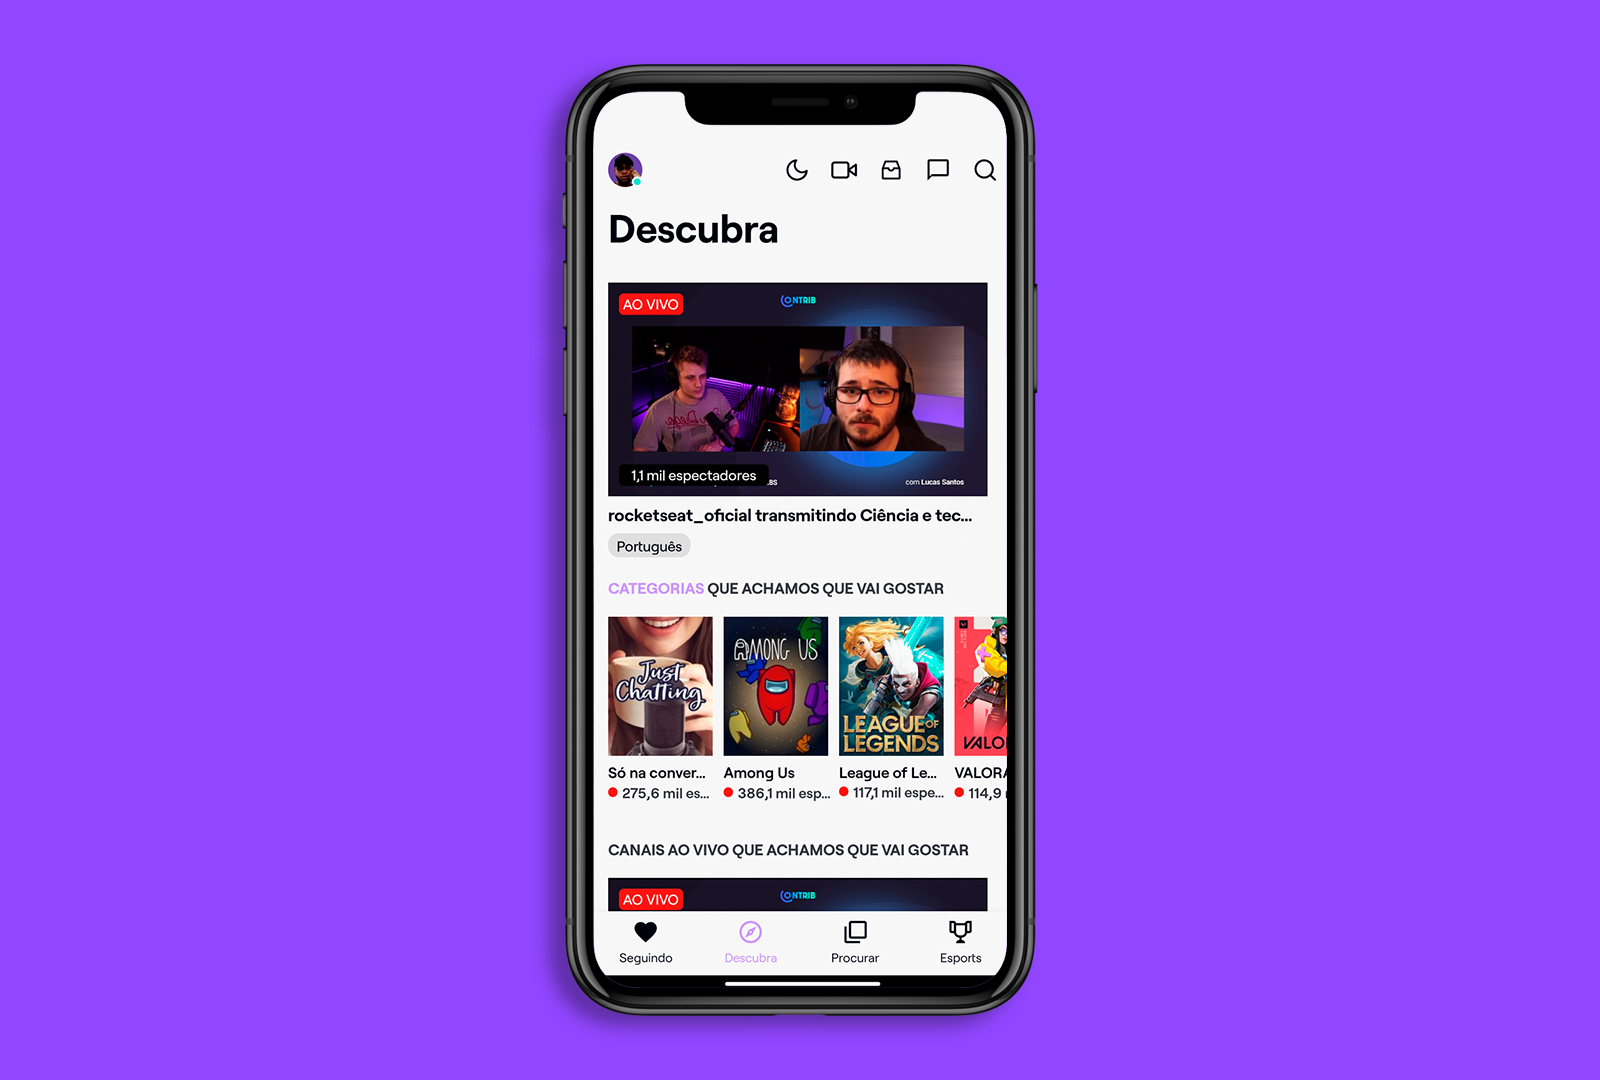 Descubra
AO VIVO
CONTRIB
1,1 mil espectadores
com Lucas Santos
rocketseat_oficial transmitindo Ciência e tec...
Português
CATEGORIAS QUE ACHAMOS QUE VAI GOSTAR
Just
Chatting
AMONG US
LEAGUE OF
LEGENDS
VALO
Só na conver...
Among Us
League of Le...
VALORA
275,6 mil es...
386,1 mil esp...
117,1 mil espe...
114,9
CANAIS AO VIVO QUE ACHAMOS QUE VAI GOSTAR
AO VIVO
CONTRIB
Seguindo
Descubra
Procurar
Esports